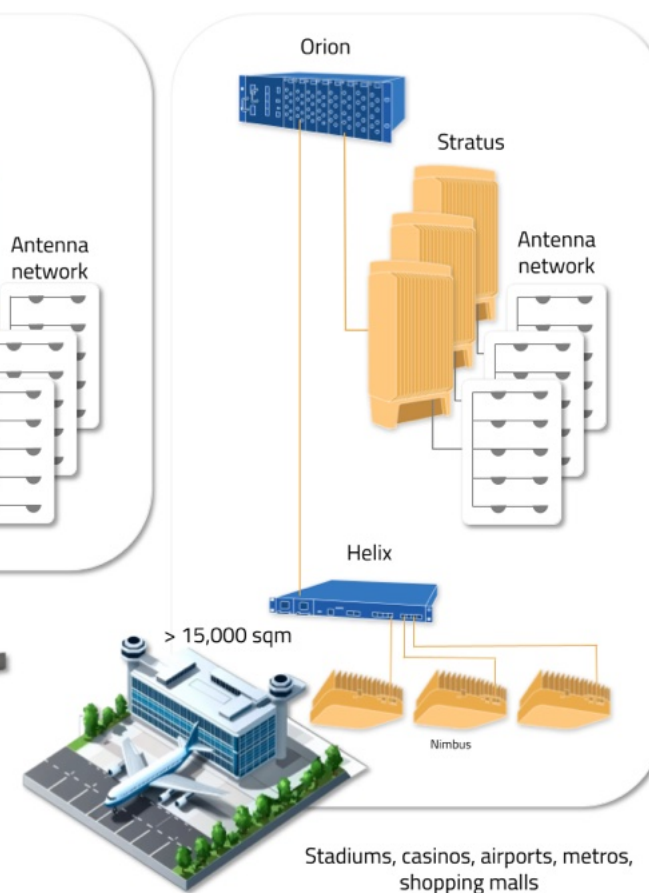 Orion
Stratus
Antenna
network
Antenna
network
Helix
> 15,000 sqm
Nimbus
Stadiums, casinos, airports, metros,
shopping malls